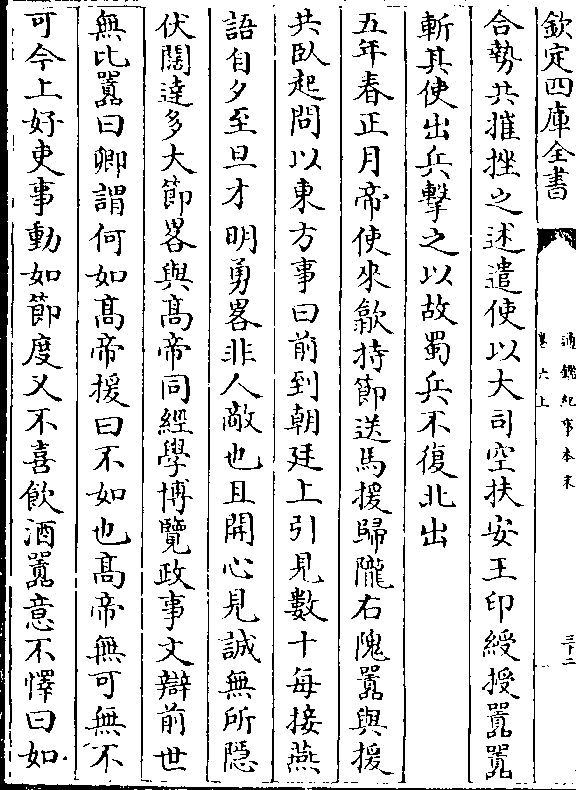 欽定四庫全書
通鑑紀事本末
卷六上
三十二
合勢共摧挫之述遣使以大司空扶安王印綬授囂囂
斬其使出兵擊之以故蜀兵不復北出
五年春正月帝使來歙持節送馬援歸隴右隗囂與援
共臥起問以東方事曰前到朝廷上引見數十每接燕
語自夕至旦才明勇畧非人敵也且開心見誠無所隠
伏闊達多大節畧與髙帝同經學博覽政事文辯前世
無比囂曰卿謂何如髙帝援曰不如也髙帝無可無不
可今上好吏事動如節度又不喜飲酒囂意不懌曰如